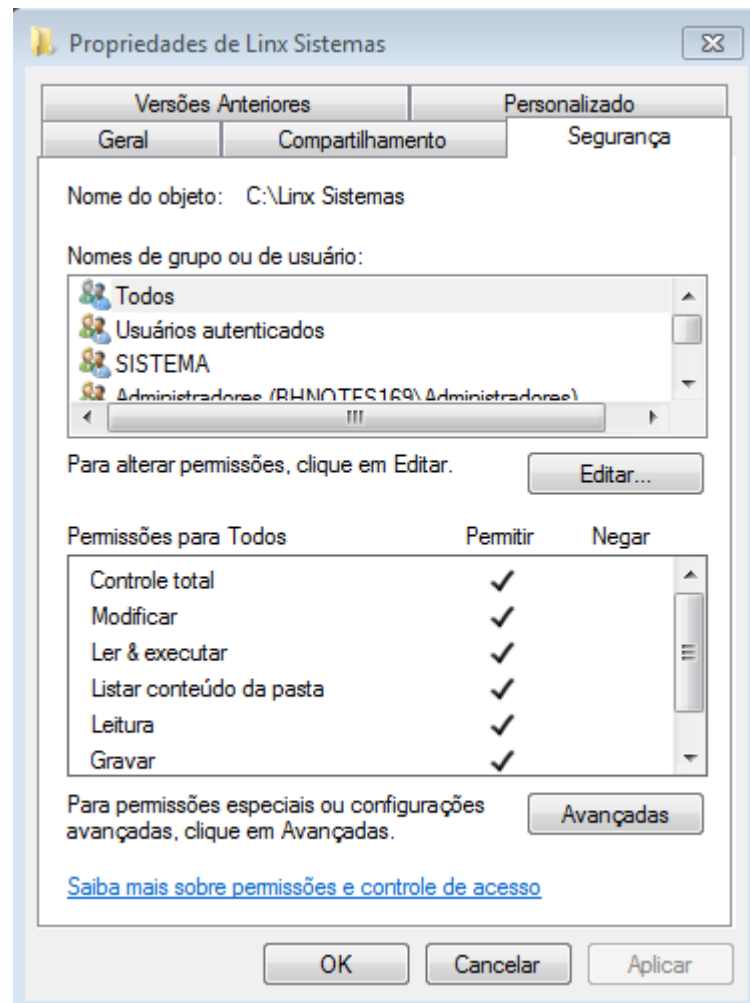 Propriedades de Linx Sistemas
Versões Anteriores Personalizado
Geral Compartilhamento Segurança
Nome do objeto: C:\Linx Sistemas
Nomes de grupo ou de usuário:
Todos
Usuários autenticados
SISTEMA
Administradores (BHNOTES169\Administradores)
Para alterar permissões, clique em Editar.
Editar...
Permissões para Todos Permitir Negar
Controle total
Modificar
Ler & executar
Listar conteúdo da pasta
Leitura
Gravar
Para permissões especiais ou configurações
avançadas, clique em Avançadas.
Avançadas
Saiba mais sobre permissões e controle de acesso
OK Cancelar Aplicar